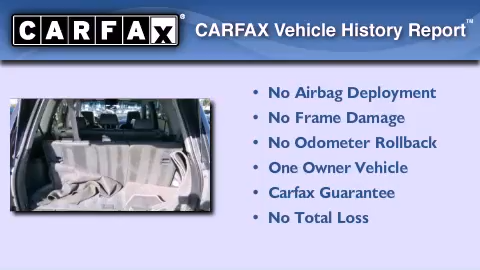 CARFAX® CARFAX Vehicle History Report™
• No Airbag Deployment
• No Frame Damage
• No Odometer Rollback
• One Owner Vehicle
• Carfax Guarantee
• No Total Loss